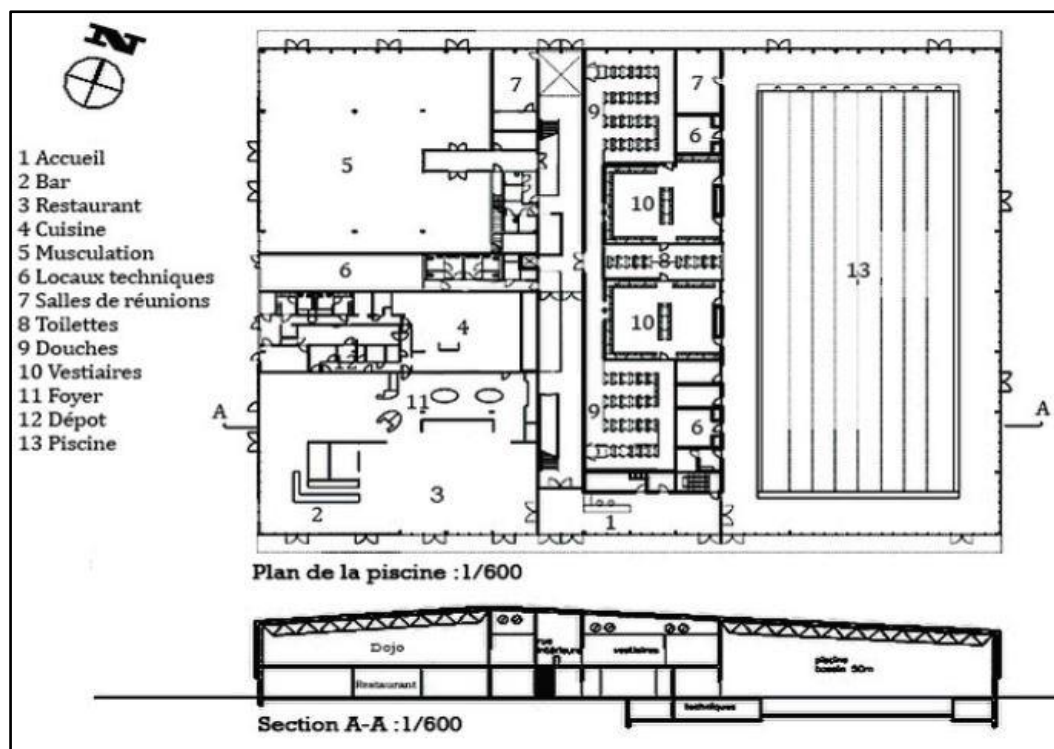 N
1 Accueil
2 Bar
3 Restaurant
4 Cuisine
5 Musculation
6 Locaux techniques
7 Salles de réunions
8 Toilettes
9 Douches
10 Vestiaires
11 Foyer
12 Dépot
13 Piscine
7
7
9
6
5
10
8
6
13
10
4
12
11
A
A
9
6
3
2
1
Plan de la piscine :1/600
Dojo
rue
intérieure
vestiaires
piscine
bassin 50m
Restaurant
techniques
Section A-A :1/600